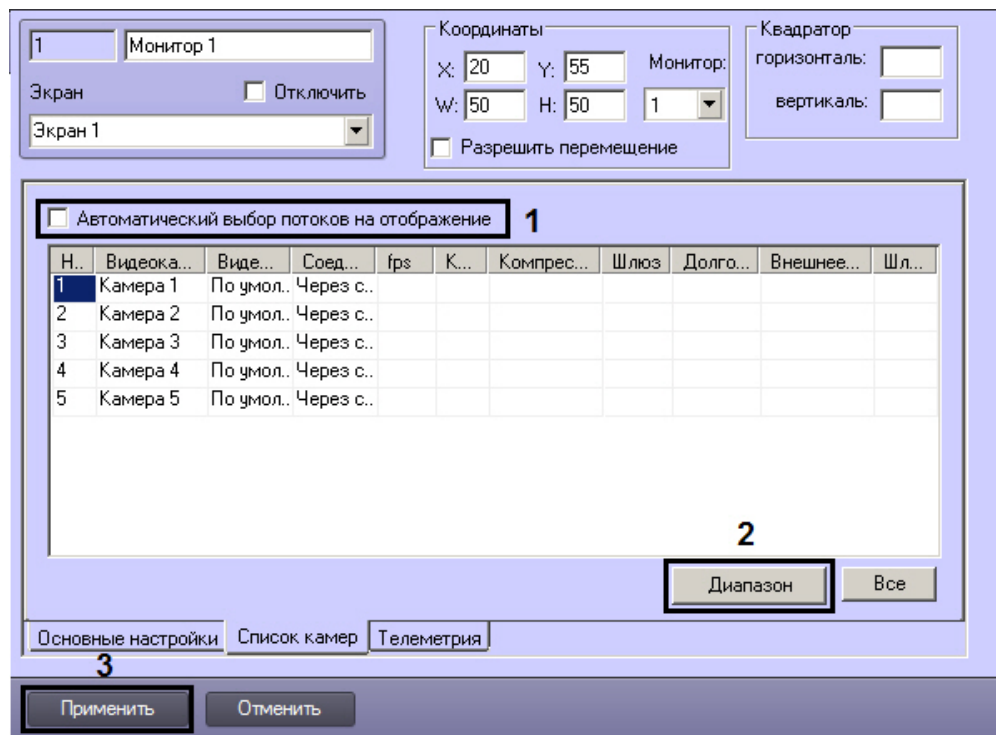 1 Монитор 1
Экран Отключить
Экран 1
Координаты
X: 20 Y: 55 Монитор:
W: 50 H: 50 1
Разрешить перемещение
Квадратор
горизонталь:
вертикаль:
Автоматический выбор потоков на отображение 1
Н.. Видеока... Виде... Соед... fps К... Компрес... Шлюз Долго... Внешнее... Шл...
1 Камера 1 По умол.. Через с..
2 Камера 2 По умол.. Через с..
3 Камера 3 По умол.. Через с..
4 Камера 4 По умол.. Через с..
5 Камера 5 По умол.. Через с..
2
Диапазон Все
Основные настройки Список камер Телеметрия
3
Применить Отменить